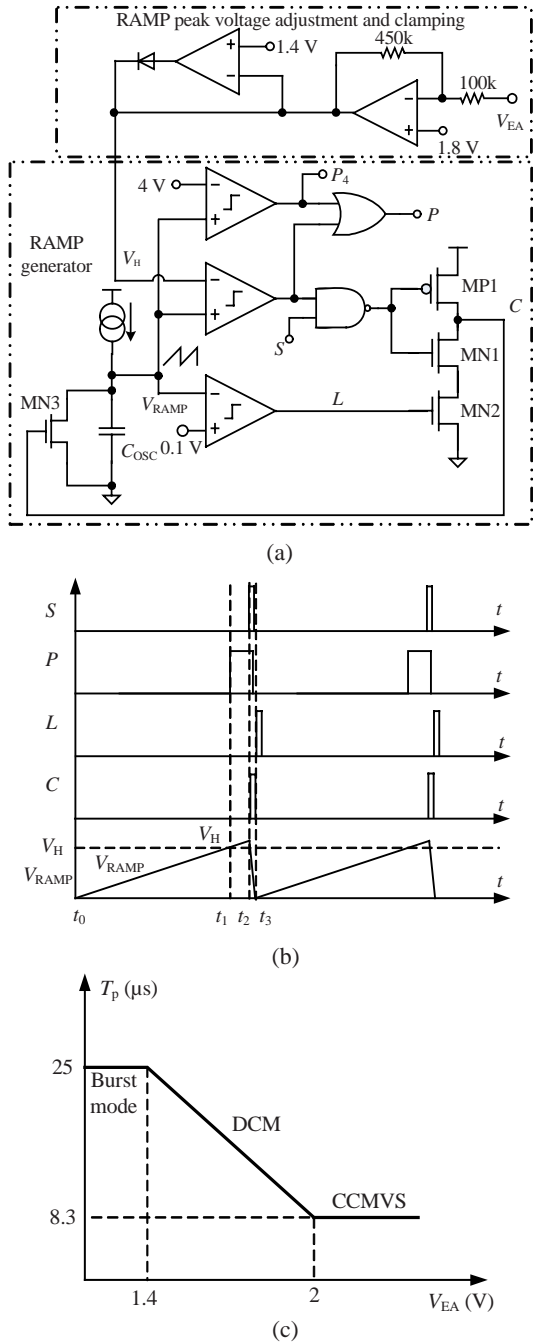 RAMP peak voltage adjustment and clamping
450k
1.4 V
100k
V_EA
1.8 V
4 V
P_4
P
RAMP
generator
V_H
MP1
C
S
MN1
MN3
V_RAMP
L
MN2
C_OSC
0.1 V
(a)
S
t
P
t
L
t
C
t
V_H
V_H
V_RAMP
V_RAMP
t
t_0
t_1
t_2
t_3
(b)
T_p (µs)
25
Burst
mode
DCM
CCMVS
8.3
1.4
2
V_EA (V)
(c)